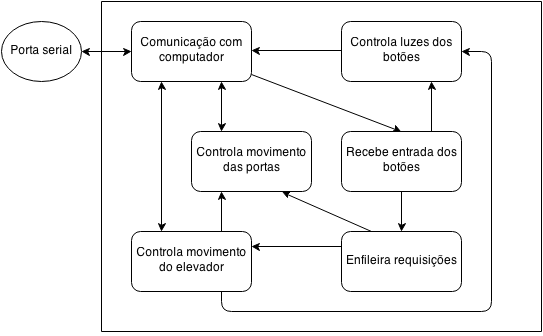 Porta serial
Comunicação com
computador
Controla luzes dos
botões
Controla movimento
das portas
Recebe entrada dos
botões
Controla movimento
do elevador
Enfileira requisições